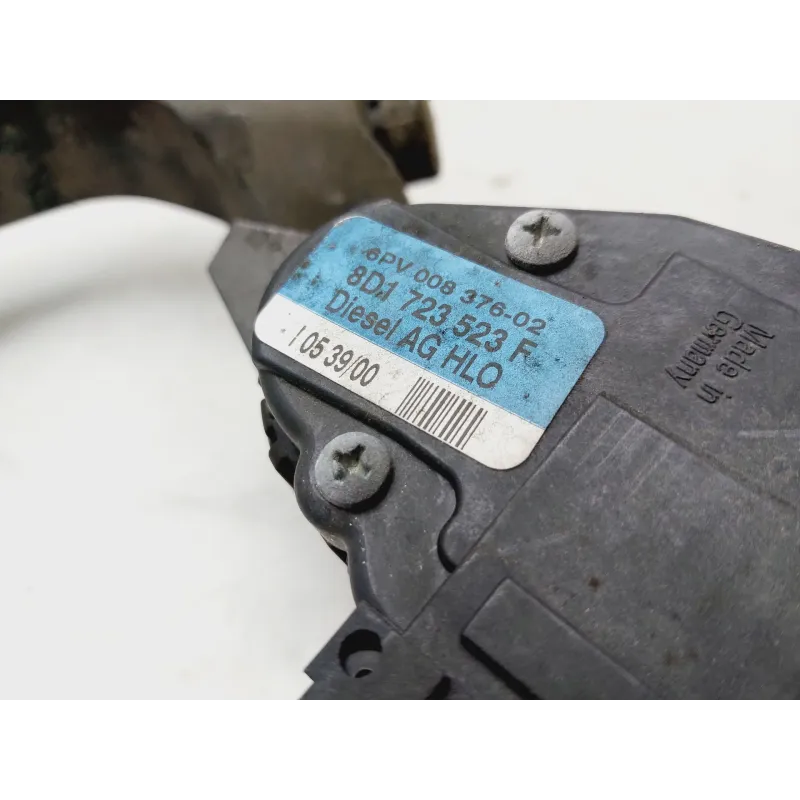 6PV 008 376-02
8D1 723 523 F
Diesel AG HLO
I 05 39/00
Made in
Germany